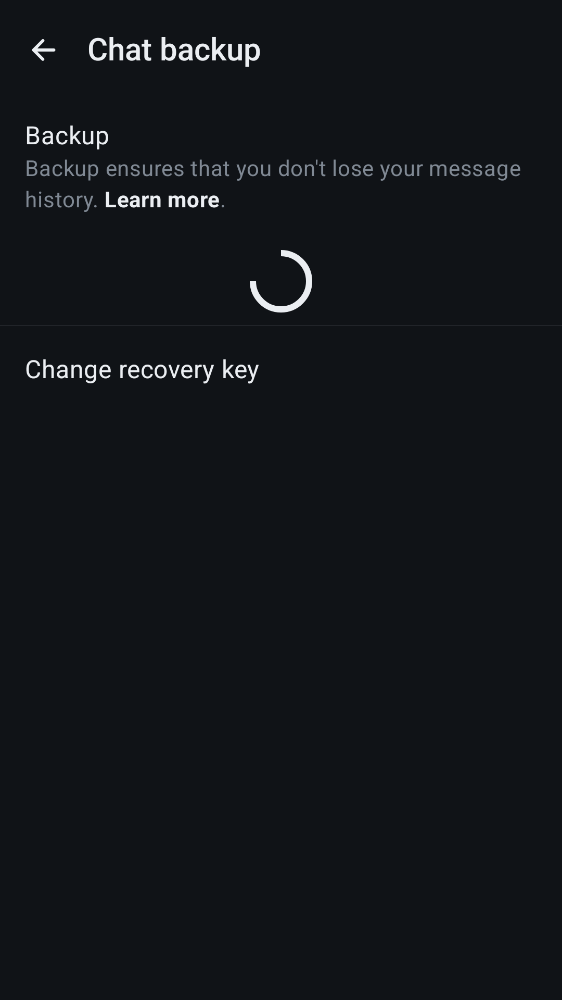 Chat backup
Backup
Backup ensures that you don't lose your message
history. Learn more.
Change recovery key